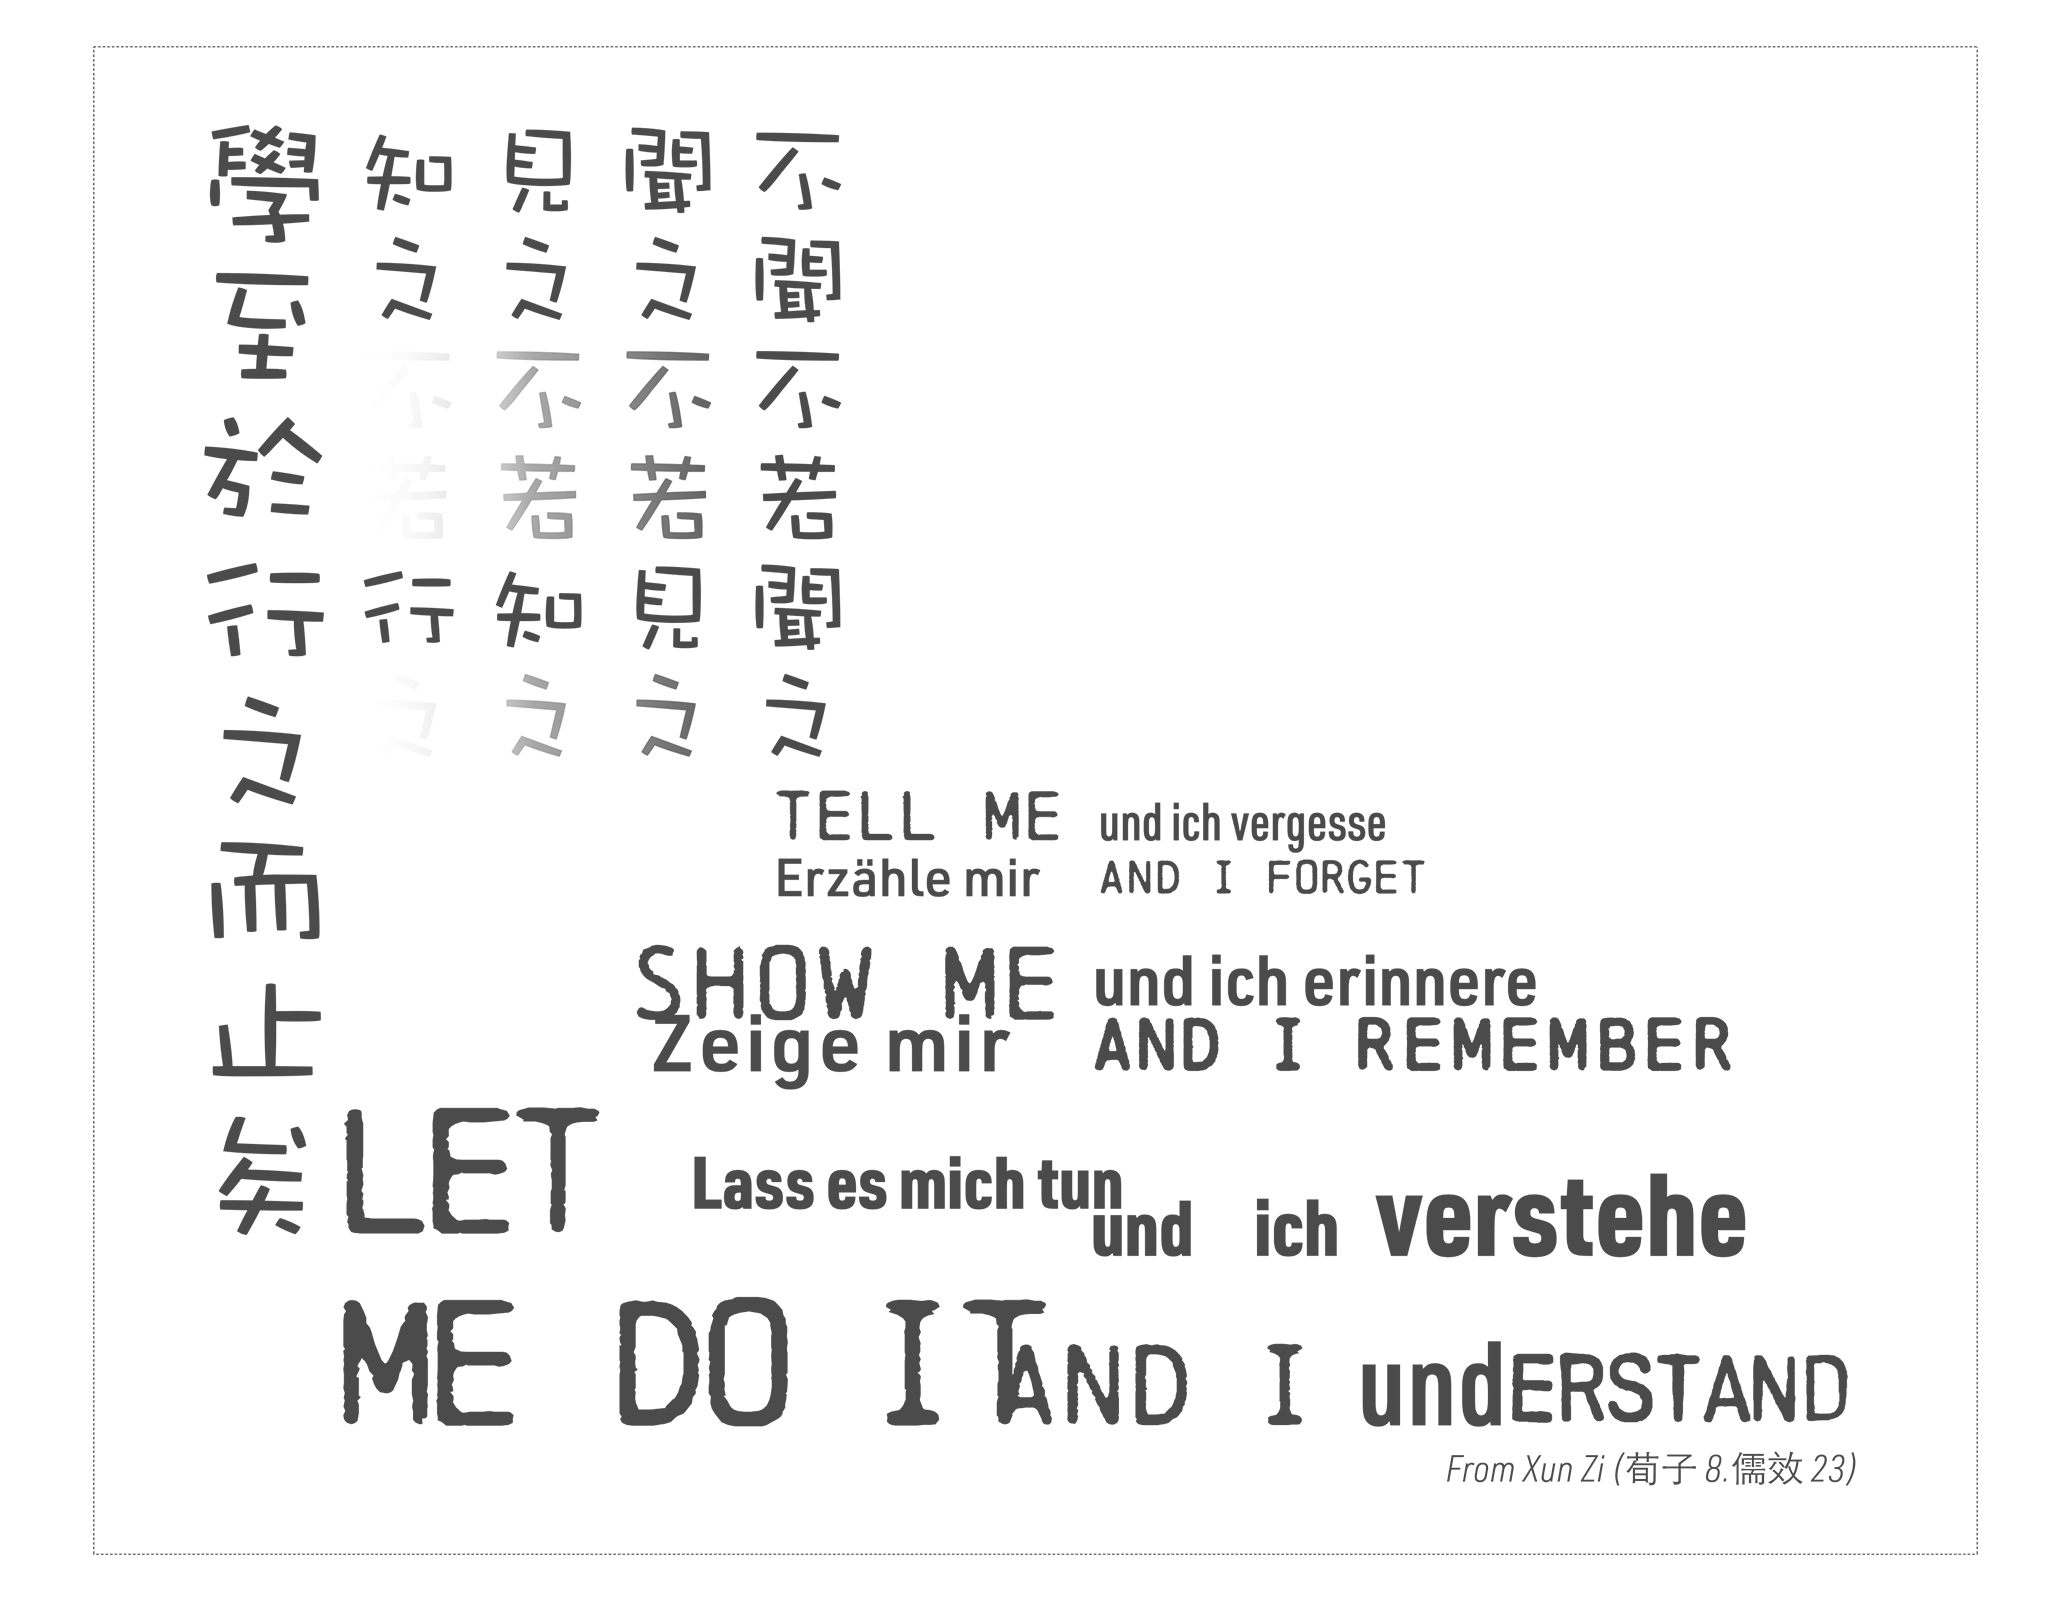 不聞不若聞之
聞之不若見之
見之不若知之
知之不若行之
學至於行之而止矣
TELL ME und ich vergesse
Erzähle mir AND I FORGET
SHOW ME und ich erinnere
Zeige mir AND I REMEMBER
LET Lass es mich tun
und ich verstehe
ME DO IT AND I undERSTAND
From Xun Zi (荀子 8.儒效 23)